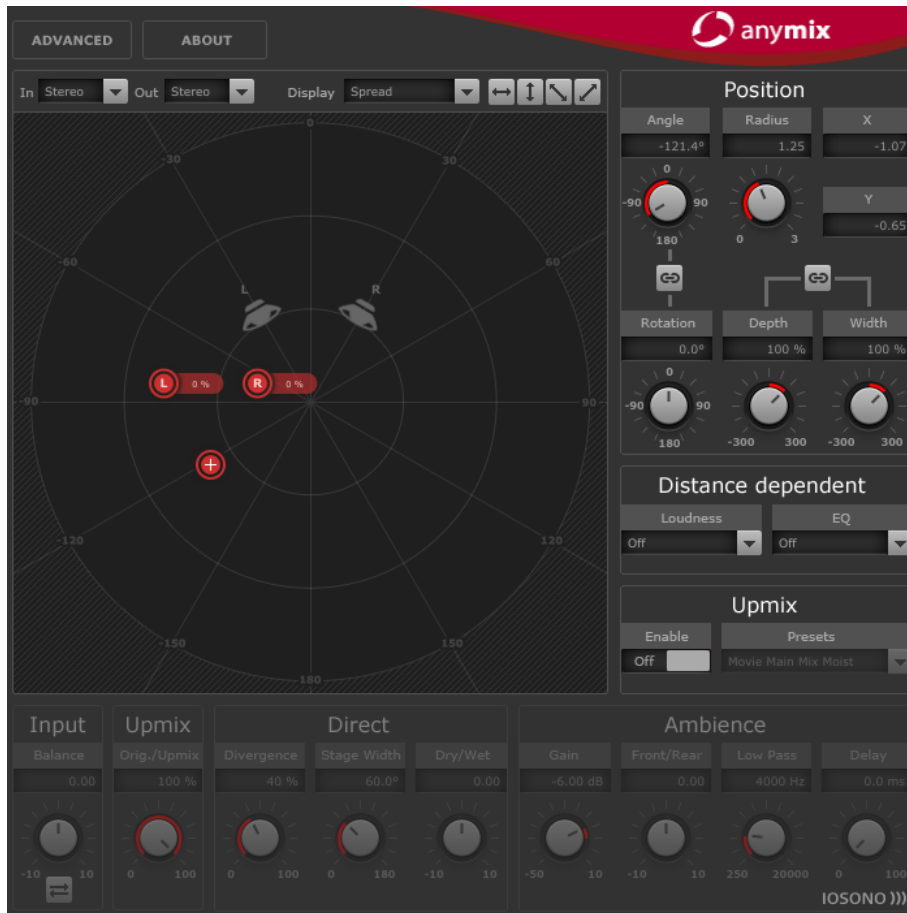 ADVANCED ABOUT anymix
In Stereo Out Stereo Display Spread Position
Angle Radius X
-121.4° 1.25 -1.07
0
-30 30
0
-90 90 Y
-0.65
180 0 3
-60 60
L R
Rotation Depth Width
0.0° 100 % 100 %
0
L 0 % R 0 %
-90 90
-90 90
180 -300 300 -300 300
+
Distance dependent
Loudness EQ
Off Off
-120 120
Upmix
Enable Presets
Off Movie Main Mix Moist
-150 150
180
Input Upmix Direct Ambience
Balance Orig./Upmix Divergence Stage Width Dry/Wet Gain Front/Rear Low Pass Delay
0.00 100 % 40 % 60.0° 0.00 -6.00 dB 0.00 4000 Hz 0.0 ms
-10 10 0 100 0 100 0 180 -10 10 -50 10 -10 10 250 20000 0 100
IOSONO )))